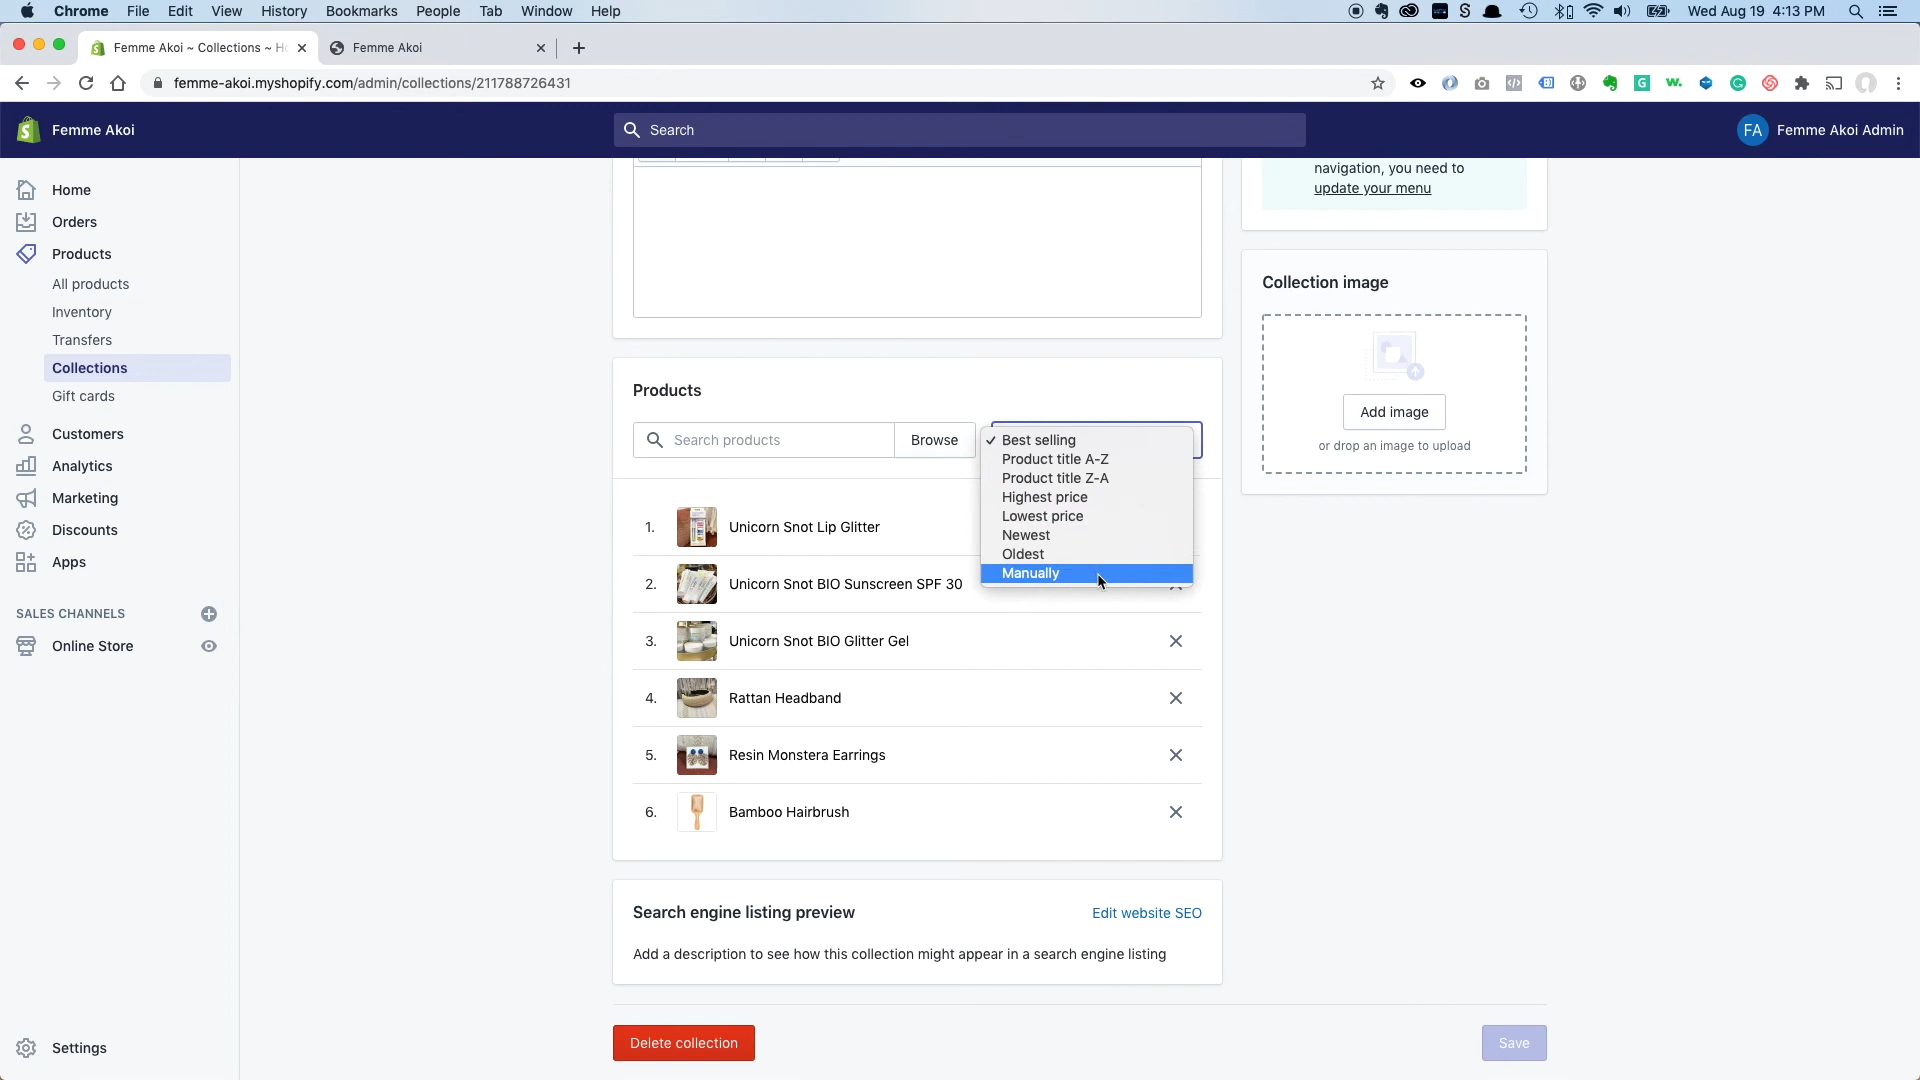 Chrome File Edit View History Bookmarks People Tab Window Help
Wed Aug 19 4:13 PM
Femme Akoi ~ Collections ~ Ho
Femme Akoi
femme-akoi.myshopify.com/admin/collections/211788726431
Femme Akoi
Search
FA Femme Akoi Admin
Home
Orders
Products
All products
Inventory
Transfers
Collections
Gift cards
Customers
Analytics
Marketing
Discounts
Apps
SALES CHANNELS
Online Store
Settings
navigation, you need to
update your menu
Collection image
Add image
or drop an image to upload
Products
Search products
Browse
✓ Best selling
Product title A-Z
Product title Z-A
Highest price
Lowest price
Newest
Oldest
Manually
1. Unicorn Snot Lip Glitter
2. Unicorn Snot BIO Sunscreen SPF 30
3. Unicorn Snot BIO Glitter Gel
4. Rattan Headband
5. Resin Monstera Earrings
6. Bamboo Hairbrush
Search engine listing preview
Edit website SEO
Add a description to see how this collection might appear in a search engine listing
Delete collection
Save